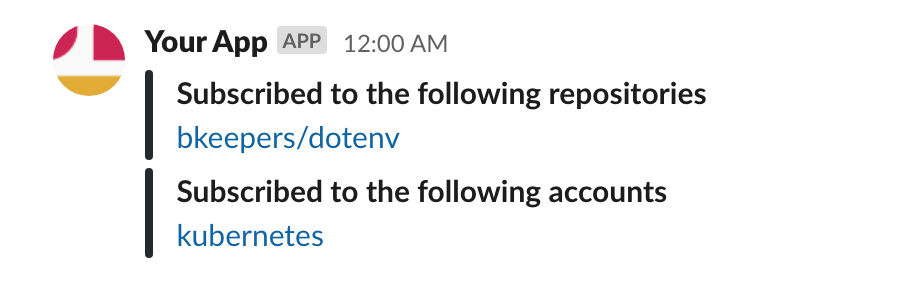 Your App APP 12:00 AM
Subscribed to the following repositories
bkeepers/dotenv
Subscribed to the following accounts
kubernetes